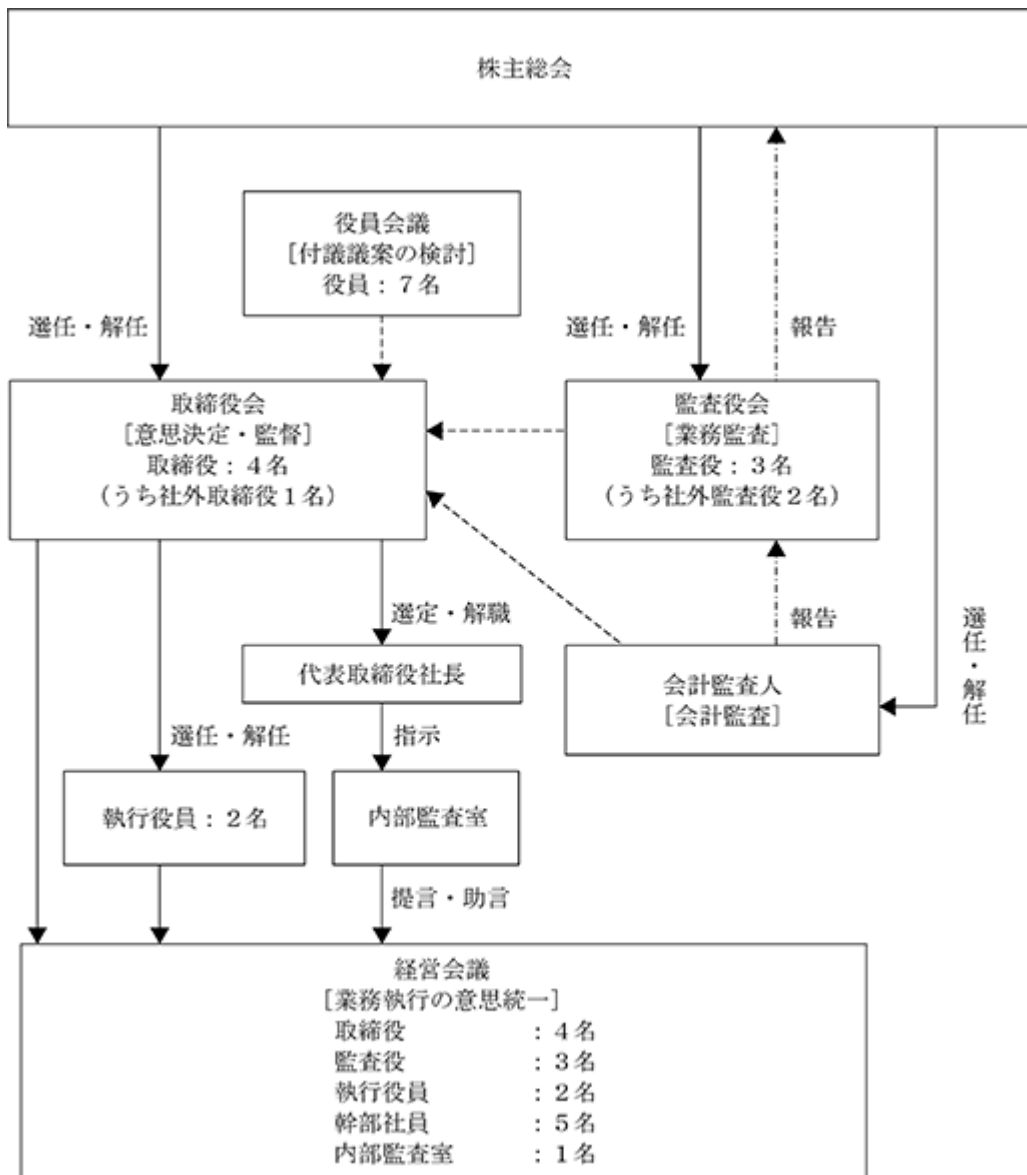 株主総会
役員会議
[付議議案の検討]
役員：7名
選任・解任
選任・解任
報告
取締役会
[意思決定・監督]
取締役：4名
(うち社外取締役1名)
監査役会
[業務監査]
監査役：3名
(うち社外監査役2名)
選定・解職
報告
選任・解任
代表取締役社長
会計監査人
[会計監査]
選任・解任
指示
執行役員：2名
内部監査室
提言・助言
経営会議
[業務執行の意思統一]
取締役：4名
監査役：3名
執行役員：2名
幹部社員：5名
内部監査室：1名